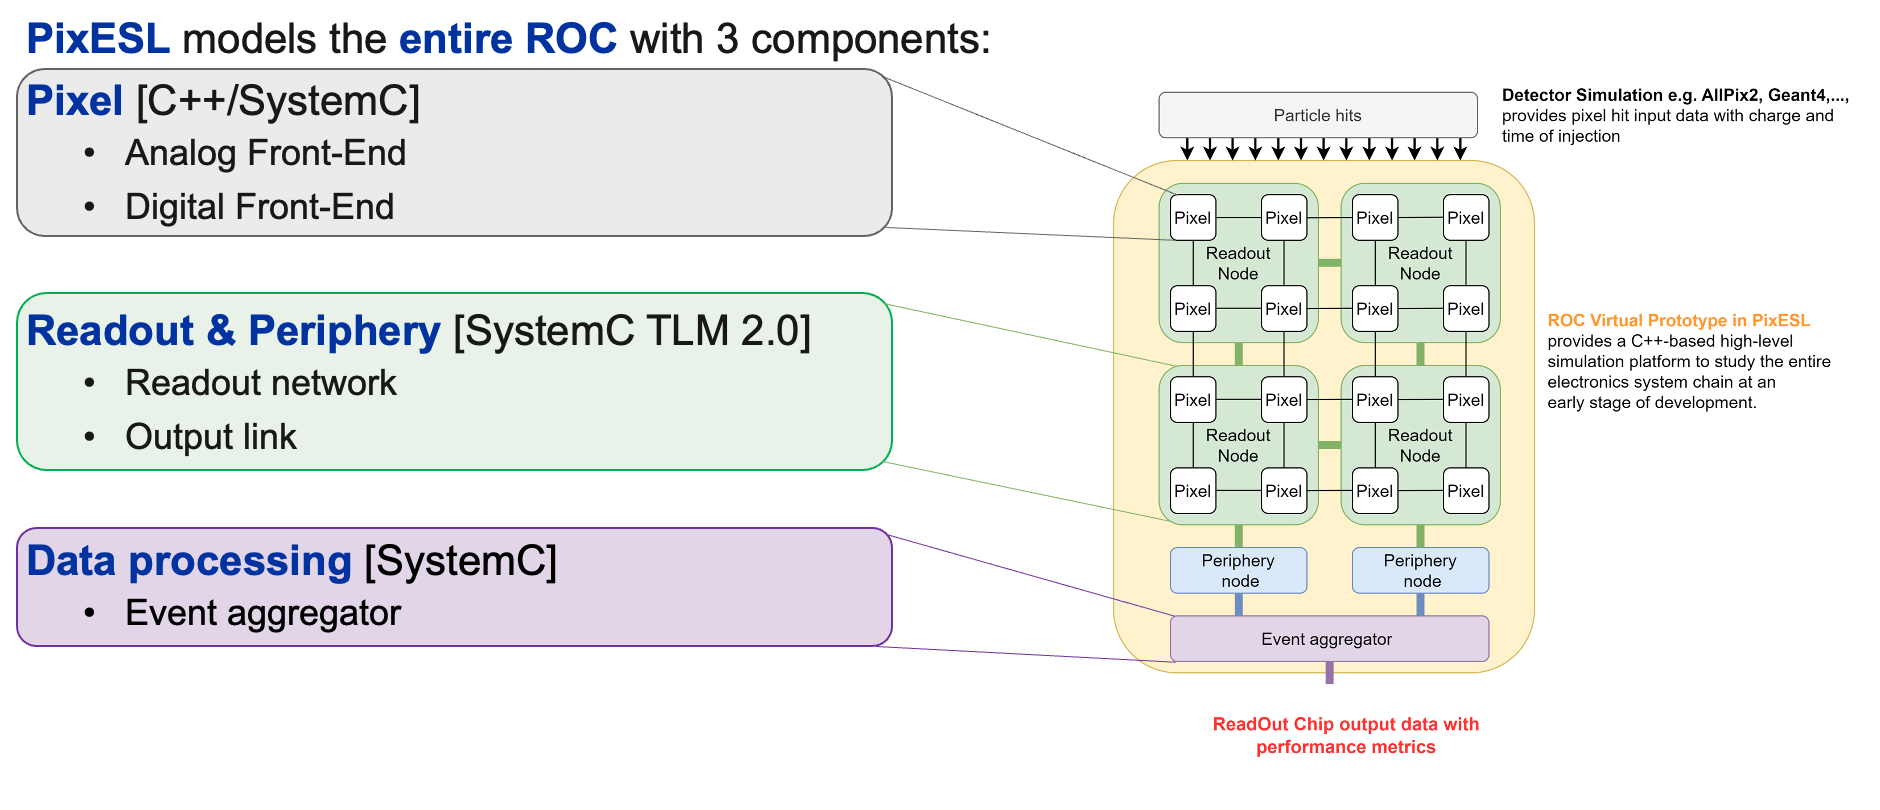 PixESL models the entire ROC with 3 components:
Pixel [C++/SystemC]
• Analog Front-End
• Digital Front-End
Readout & Periphery [SystemC TLM 2.0]
• Readout network
• Output link
Data processing [SystemC]
• Event aggregator
Particle hits
Detector Simulation e.g. AllPix2, Geant4,...,
provides pixel hit input data with charge and
time of injection
Pixel Pixel Pixel Pixel
Readout
Node
Readout
Node
Pixel Pixel Pixel Pixel
ROC Virtual Prototype in PixESL
provides a C++-based high-level
simulation platform to study the entire
electronics system chain at an
early stage of development.
Pixel Pixel Pixel Pixel
Readout
Node
Readout
Node
Pixel Pixel Pixel Pixel
Periphery
node
Periphery
node
Event aggregator
ReadOut Chip output data with
performance metrics